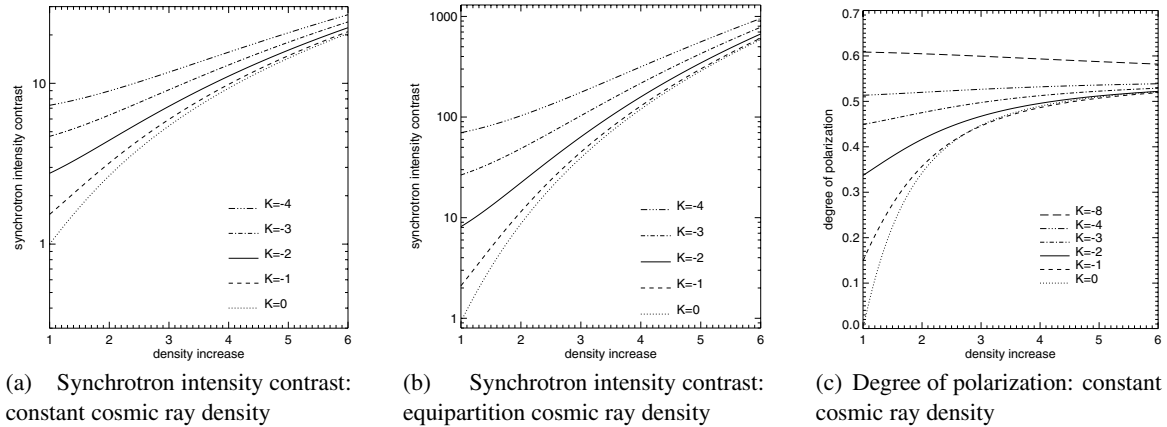 10
1
synchrotron intensity contrast
K=-4
K=-3
K=-2
K=-1
K=0
1 2 3 4 5 6
density increase
1000
100
10
1
synchrotron intensity contrast
K=-4
K=-3
K=-2
K=-1
K=0
1 2 3 4 5 6
density increase
0.7
0.6
0.5
0.4
0.3
0.2
0.1
0.0
degree of polarization
K=-8
K=-4
K=-3
K=-2
K=-1
K=0
1 2 3 4 5 6
density increase
(a) Synchrotron intensity contrast:
constant cosmic ray density
(b) Synchrotron intensity contrast:
equipartition cosmic ray density
(c) Degree of polarization: constant
cosmic ray density